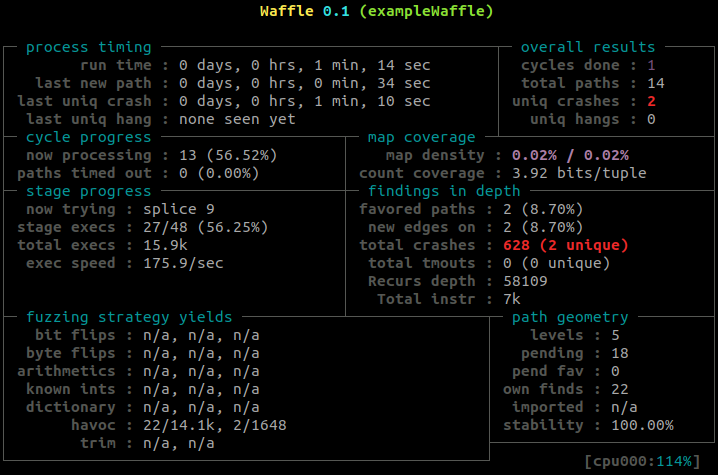 Waffle 0.1 (exampleWaffle)
process timing overall results
run time : 0 days, 0 hrs, 1 min, 14 sec cycles done : 1
last new path : 0 days, 0 hrs, 0 min, 34 sec total paths : 14
last uniq crash : 0 days, 0 hrs, 1 min, 10 sec uniq crashes : 2
last uniq hang : none seen yet uniq hangs : 0
cycle progress map coverage
now processing : 13 (56.52%) map density : 0.02% / 0.02%
paths timed out : 0 (0.00%) count coverage : 3.92 bits/tuple
stage progress findings in depth
now trying : splice 9 favored paths : 2 (8.70%)
stage execs : 27/48 (56.25%) new edges on : 2 (8.70%)
total execs : 15.9k total crashes : 628 (2 unique)
exec speed : 175.9/sec total tmouts : 0 (0 unique)
Recurs depth : 58109
Total instr : 7k
fuzzing strategy yields path geometry
bit flips : n/a, n/a, n/a levels : 5
byte flips : n/a, n/a, n/a pending : 18
arithmetics : n/a, n/a, n/a pend fav : 0
known ints : n/a, n/a, n/a own finds : 22
dictionary : n/a, n/a, n/a imported : n/a
havoc : 22/14.1k, 2/1648 stability : 100.00%
trim : n/a, n/a
[cpu000:114%]